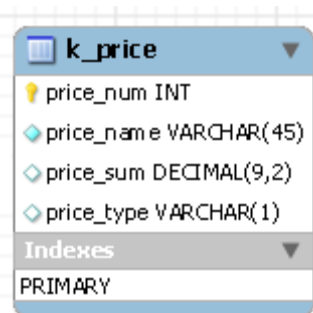 k_price
price_num INT
price_name VARCHAR(45)
price_sum DECIMAL(9,2)
price_type VARCHAR(1)
Indexes
PRIMARY